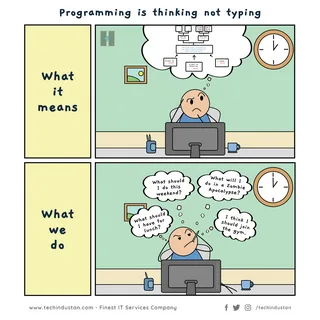 Programming is thinking not typing
What
it
means
What
we
do
What should
I do this
weekend?
What will I
do in a Zombie
Apocalypse?
What should
I have for
lunch?
I think I
should join
the gym.
www.techindustan.com - Finest IT Services Company
/techindustan